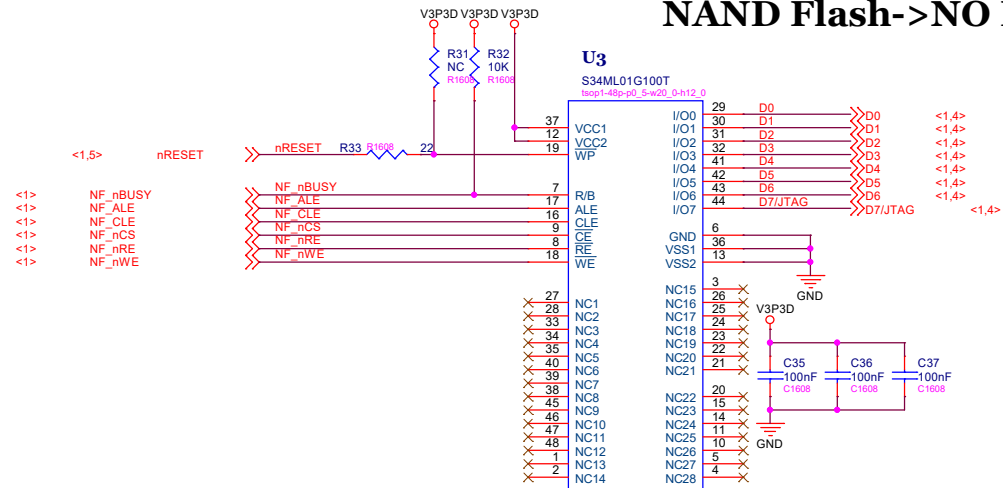 NAND Flash->NO
V3P3D V3P3D V3P3D
R31
NC
R1608
R32
10K
R1608
U3
S34ML01G100T
tsop1-48p-p0_5-w20_0-h12_0
<1,5> nRESET nRESET R33 R1608 22
37 VCC1
12 VCC2
19 WP
<1> NF_nBUSY NF_nBUSY 7 R/B
<1> NF_ALE NF_ALE 17 ALE
<1> NF_CLE NF_CLE 16 CLE
<1> NF_nCS NF_nCS 9 CE
<1> NF_nRE NF_nRE 8 RE
<1> NF_nWE NF_nWE 18 WE
27 NC1
28 NC2
33 NC3
34 NC4
35 NC5
40 NC6
39 NC7
38 NC8
45 NC9
46 NC10
47 NC11
48 NC12
1 NC13
2 NC14
I/O0 29 D0 D0 <1,4>
I/O1 30 D1 D1 <1,4>
I/O2 31 D2 D2 <1,4>
I/O3 32 D3 D3 <1,4>
I/O4 41 D4 D4 <1,4>
I/O5 42 D5 D5 <1,4>
I/O6 43 D6 D6 <1,4>
I/O7 44 D7/JTAG D7/JTAG <1,4>
GND 6
VSS1 36
VSS2 13
GND
NC15 3
NC16 26
NC17 25
NC18 24
NC19 23
NC20 22
NC21 21
NC22 20
NC23 15
NC24 14
NC25 11
NC26 10
NC27 5
NC28 4
V3P3D
C35
100nF
C1608
C36
100nF
C1608
C37
100nF
C1608
GND